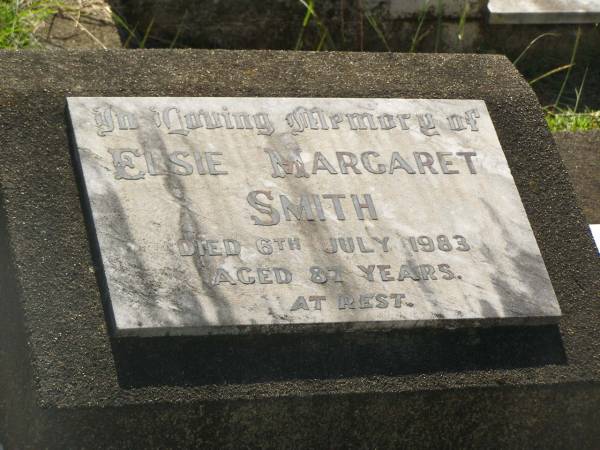 In Loving Memory of
ELSIE MARGARET
SMITH
DIED 6TH JULY 1983
AGED 87 YEARS.
AT REST.